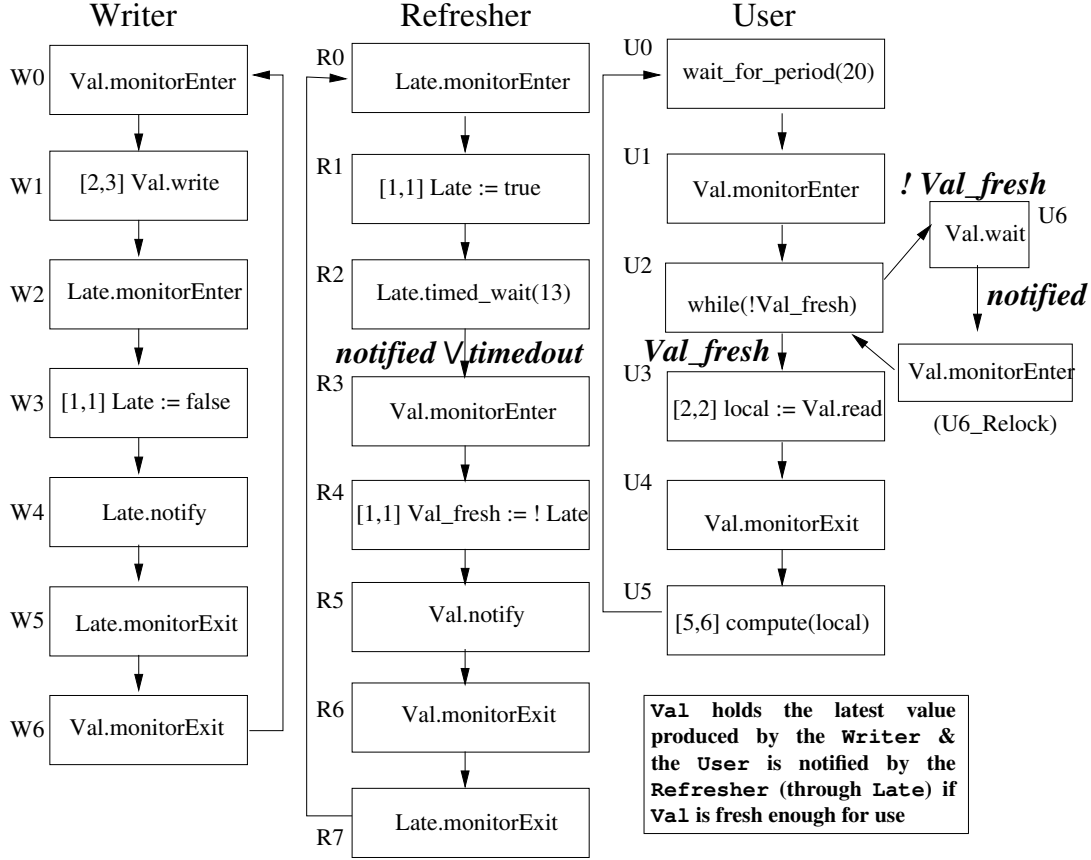 Writer
W0
Val.monitorEnter
W1
[2,3] Val.write
W2
Late.monitorEnter
W3
[1,1] Late := false
W4
Late.notify
W5
Late.monitorExit
W6
Val.monitorExit
Refresher
R0
Late.monitorEnter
R1
[1,1] Late := true
R2
Late.timed_wait(13)
notified \/ timedout
R3
Val.monitorEnter
R4
[1,1] Val_fresh := ! Late
R5
Val.notify
R6
Val.monitorExit
R7
Late.monitorExit
User
U0
wait_for_period(20)
U1
Val.monitorEnter
U2
while(!Val_fresh)
! Val_fresh
U6
Val.wait
notified
Val.monitorEnter
(U6_Relock)
Val_fresh
U3
[2,2] local := Val.read
U4
Val.monitorExit
U5
[5,6] compute(local)
Val holds the latest value
produced by the Writer &
the User is notified by the
Refresher (through Late) if
Val is fresh enough for use